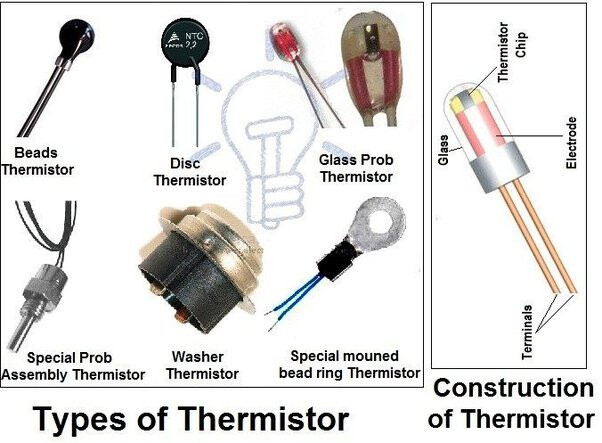 Beads
Thermistor
NTC
2,2
Disc
Thermistor
Glass Prob
Thermistor
Special Prob
Assembly Thermistor
Washer
Thermistor
Special mouned
bead ring Thermistor
Types of Thermistor
Thermistor
Chip
Glass
Electrode
Terminals
Construction
of Thermistor